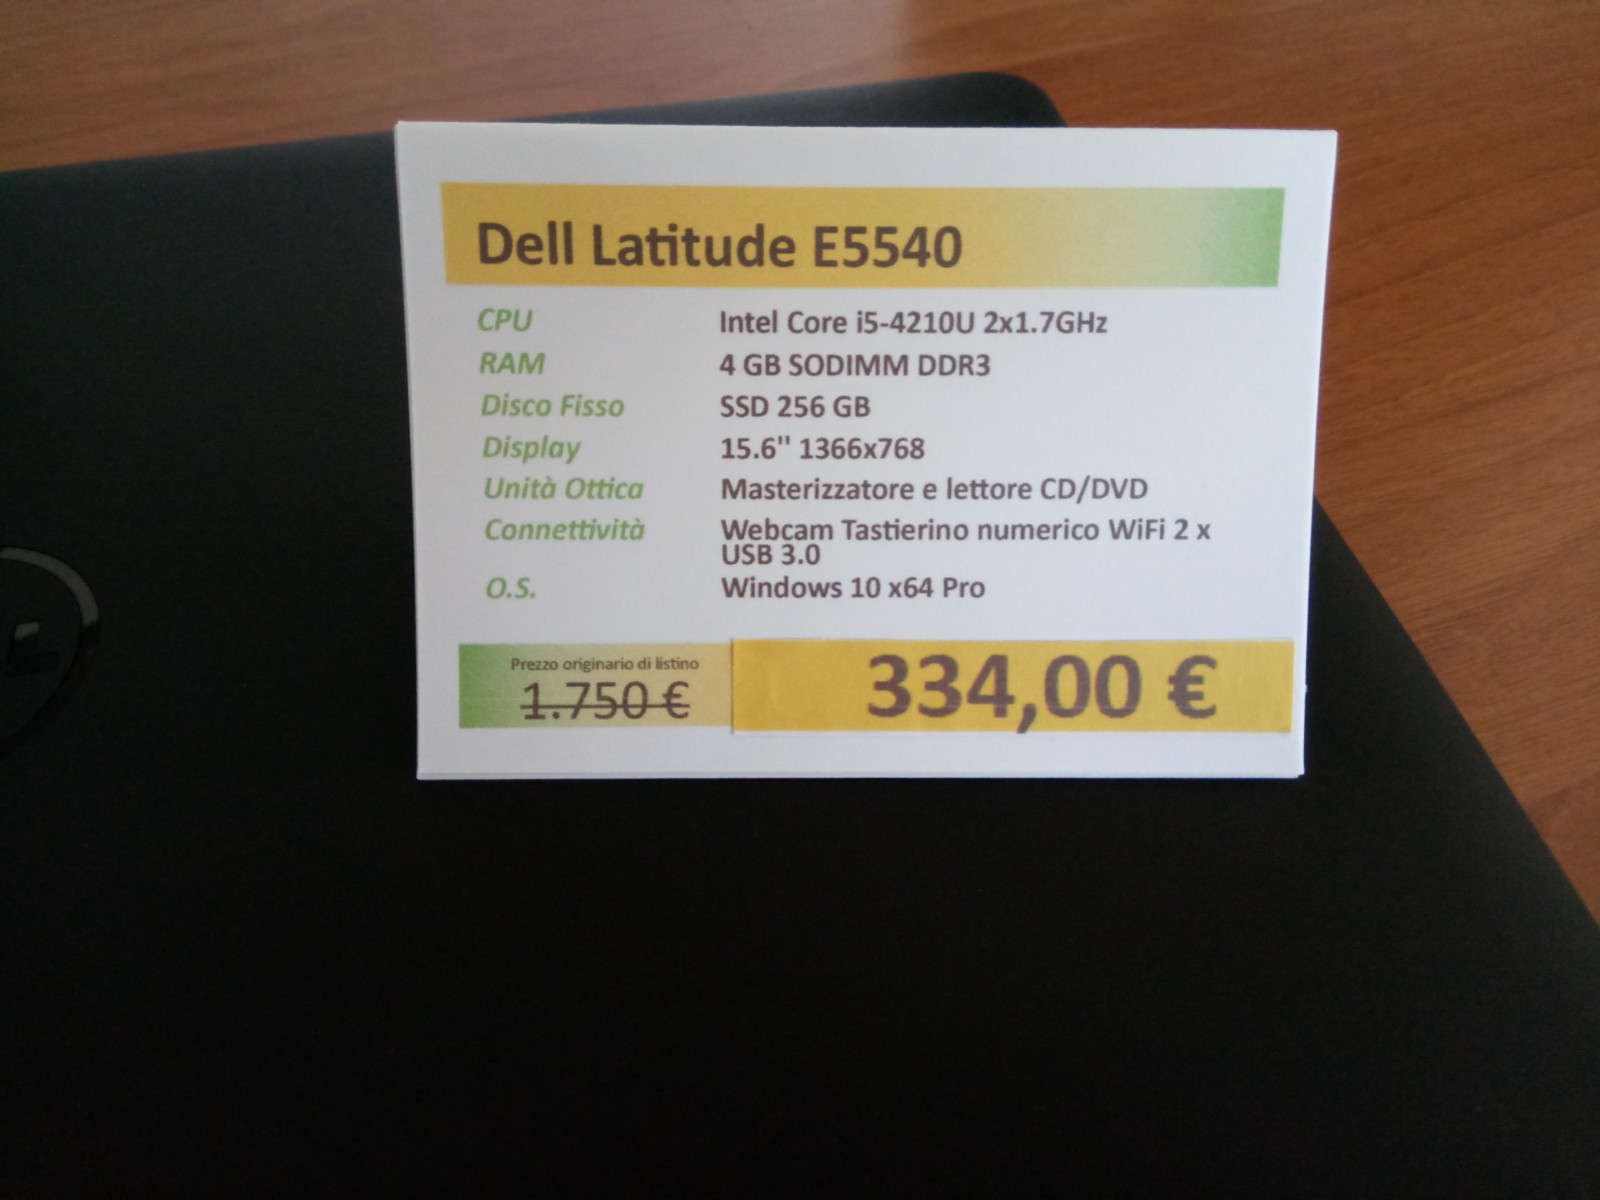 Dell Latitude E5540
CPU Intel Core i5-4210U 2x1.7GHz
RAM 4 GB SODIMM DDR3
Disco Fisso SSD 256 GB
Display 15.6'' 1366x768
Unità Ottica Masterizzatore e lettore CD/DVD
Connettività Webcam Tastierino numerico WiFi 2 x
USB 3.0
O.S. Windows 10 x64 Pro
Prezzo originario di listino
1.750 € 334,00 €